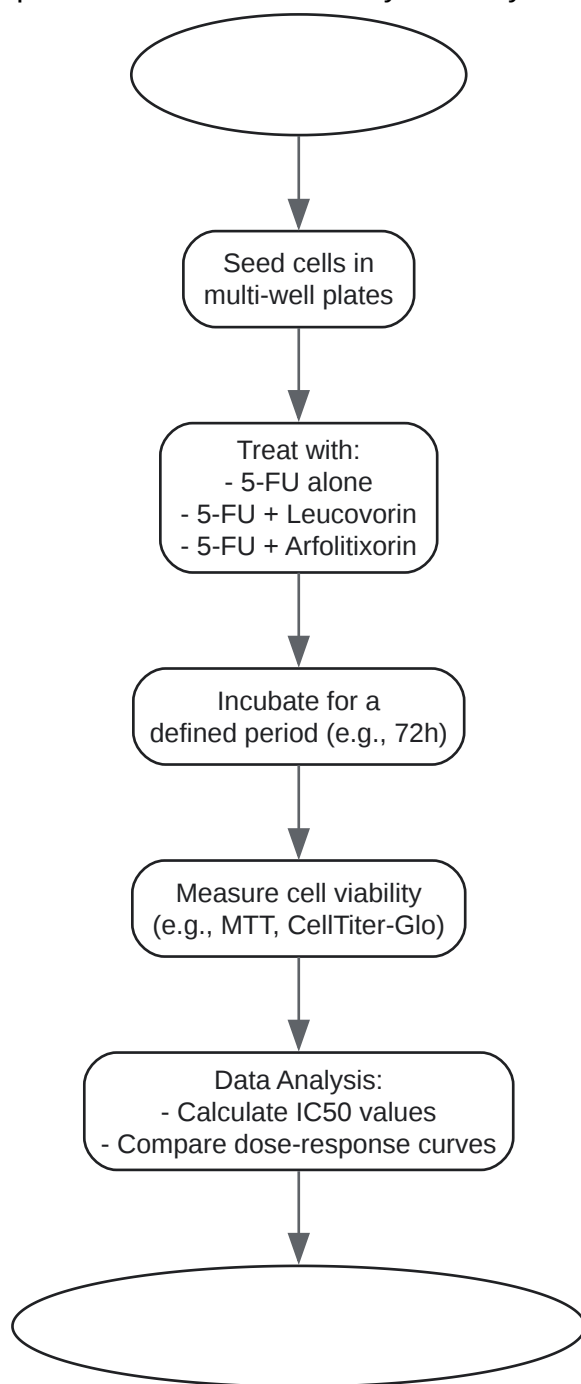 Seed cells in
multi-well plates
Treat with:
- 5-FU alone
- 5-FU + Leucovorin
- 5-FU + Arfolitixorin
Incubate for a
defined period (e.g., 72h)
Measure cell viability
(e.g., MTT, CellTiter-Glo)
Data Analysis:
- Calculate IC50 values
- Compare dose-response curves